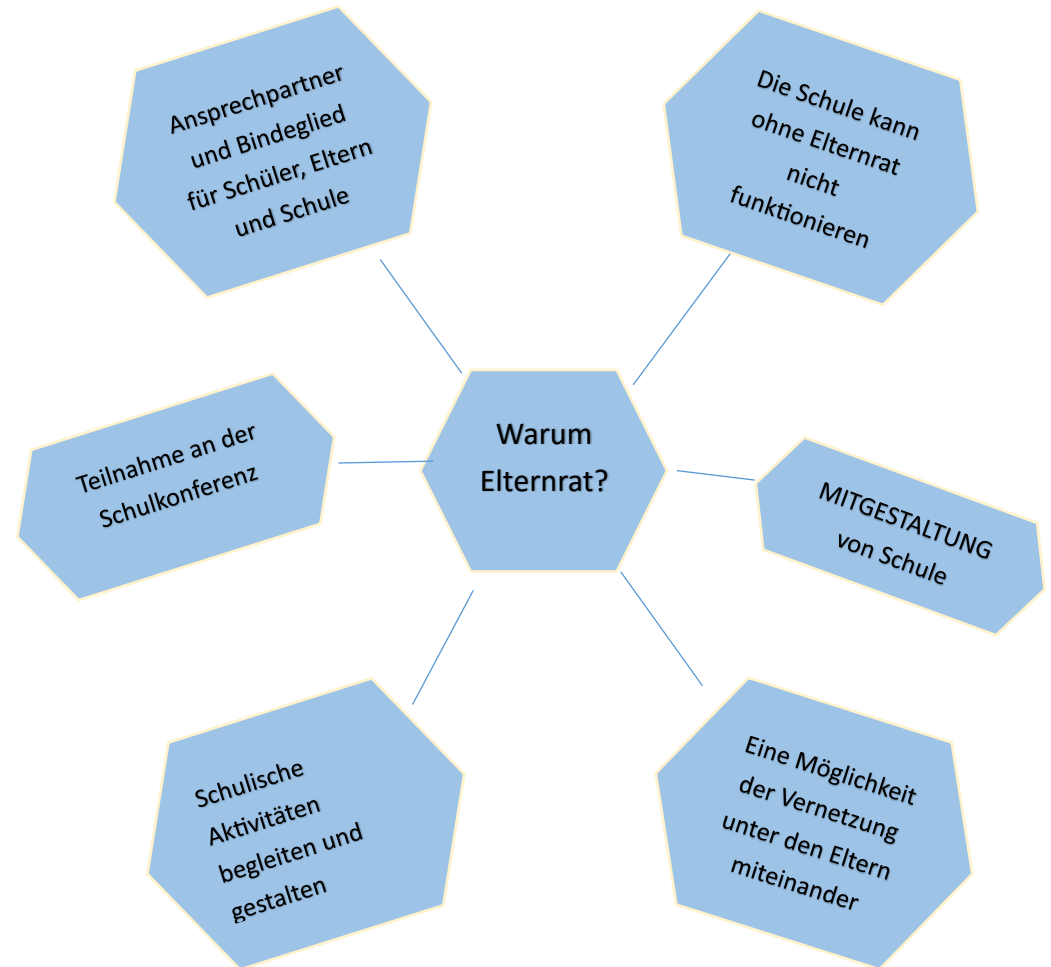 Ansprechpartner
und Bindeglied
für Schüler, Eltern
und Schule
Die Schule kann
ohne Elternrat
nicht
funktionieren
Warum
Elternrat?
Teilnahme an der
Schulkonferenz
MITGESTALTUNG
von Schule
Schulische
Aktivitäten
begleiten und
gestalten
Eine Möglichkeit
der Vernetzung
unter den Eltern
miteinander